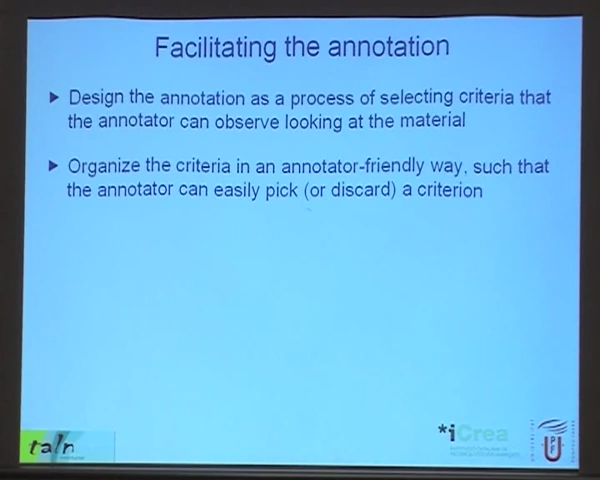 Facilitating the annotation
Design the annotation as a process of selecting criteria that
the annotator can observe looking at the material
Organize the criteria in an annotator-friendly way, such that
the annotator can easily pick (or discard) a criterion
taln
*iCrea
UPF